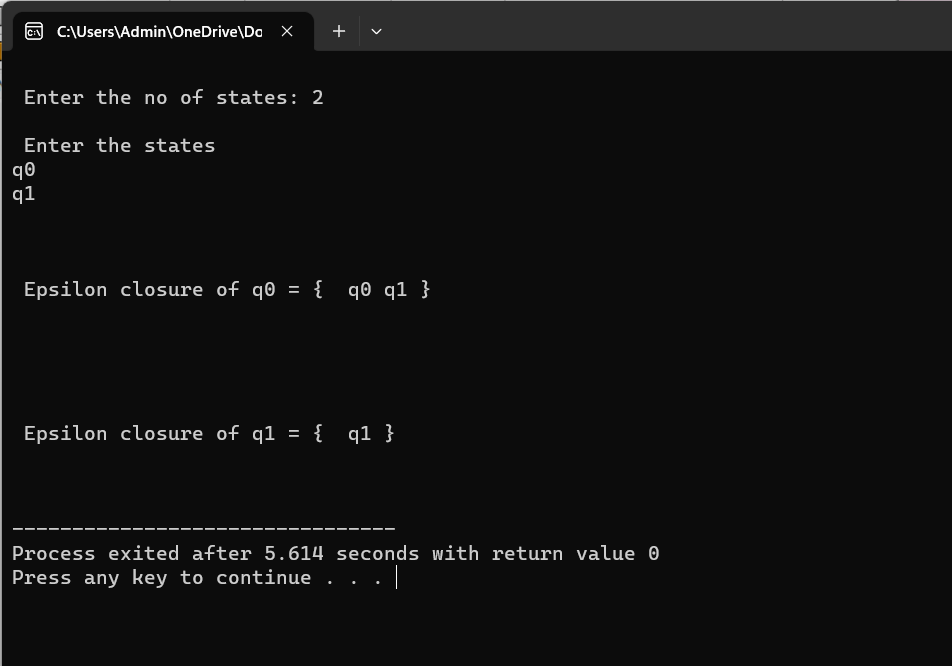 C:\Users\Admin\OneDrive\Do
Enter the no of states: 2
Enter the states
q0
q1
Epsilon closure of q0 = {  q0 q1 }
Epsilon closure of q1 = {  q1 }
--------------------------------
Process exited after 5.614 seconds with return value 0
Press any key to continue . . .